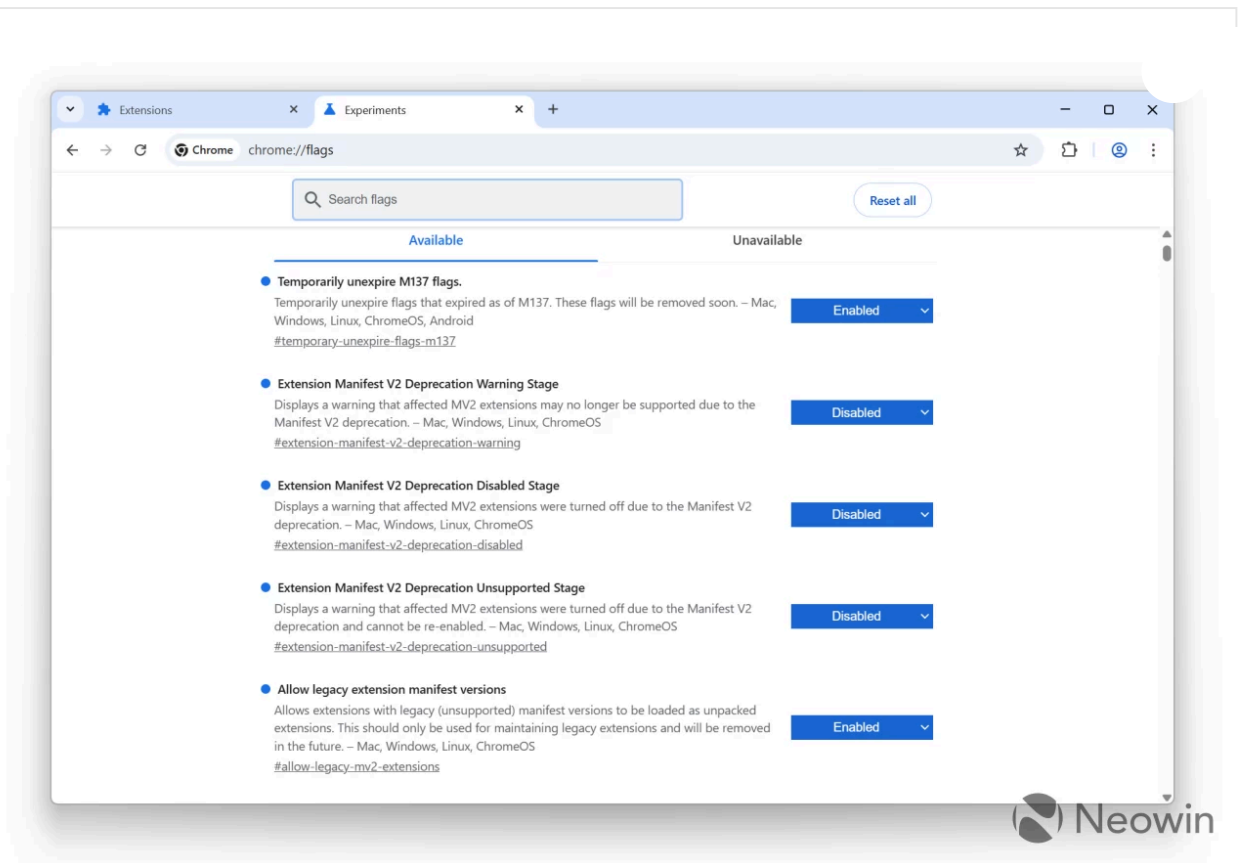 Extensions
Experiments
Chrome
chrome://flags
Search flags
Reset all
Available
Unavailable
Temporarily unexpire M137 flags.
Temporarily unexpire flags that expired as of M137. These flags will be removed soon. – Mac,
Windows, Linux, ChromeOS, Android
#temporary-unexpire-flags-m137
Enabled
Extension Manifest V2 Deprecation Warning Stage
Displays a warning that affected MV2 extensions may no longer be supported due to the
Manifest V2 deprecation. – Mac, Windows, Linux, ChromeOS
#extension-manifest-v2-deprecation-warning
Disabled
Extension Manifest V2 Deprecation Disabled Stage
Displays a warning that affected MV2 extensions were turned off due to the Manifest V2
deprecation. – Mac, Windows, Linux, ChromeOS
#extension-manifest-v2-deprecation-disabled
Disabled
Extension Manifest V2 Deprecation Unsupported Stage
Displays a warning that affected MV2 extensions were turned off due to the Manifest V2
deprecation and cannot be re-enabled. – Mac, Windows, Linux, ChromeOS
#extension-manifest-v2-deprecation-unsupported
Disabled
Allow legacy extension manifest versions
Allows extensions with legacy (unsupported) manifest versions to be loaded as unpacked
extensions. This should only be used for maintaining legacy extensions and will be removed
in the future. – Mac, Windows, Linux, ChromeOS
#allow-legacy-mv2-extensions
Enabled
Neowin